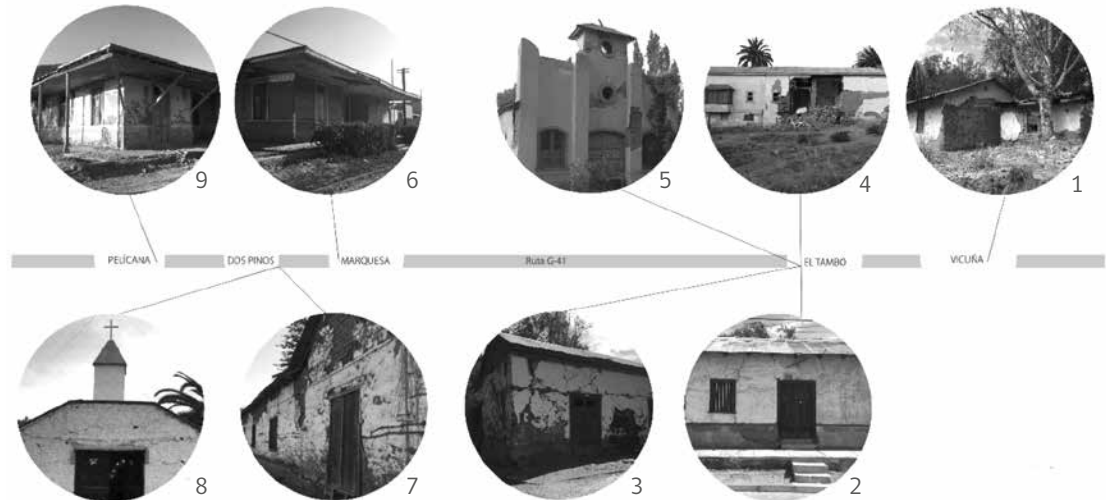 9
6
5
4
1
PELÍCANA
DOS PINOS
MARQUESA
Ruta G-41
EL TAMBO
VICUÑA
8
7
3
2